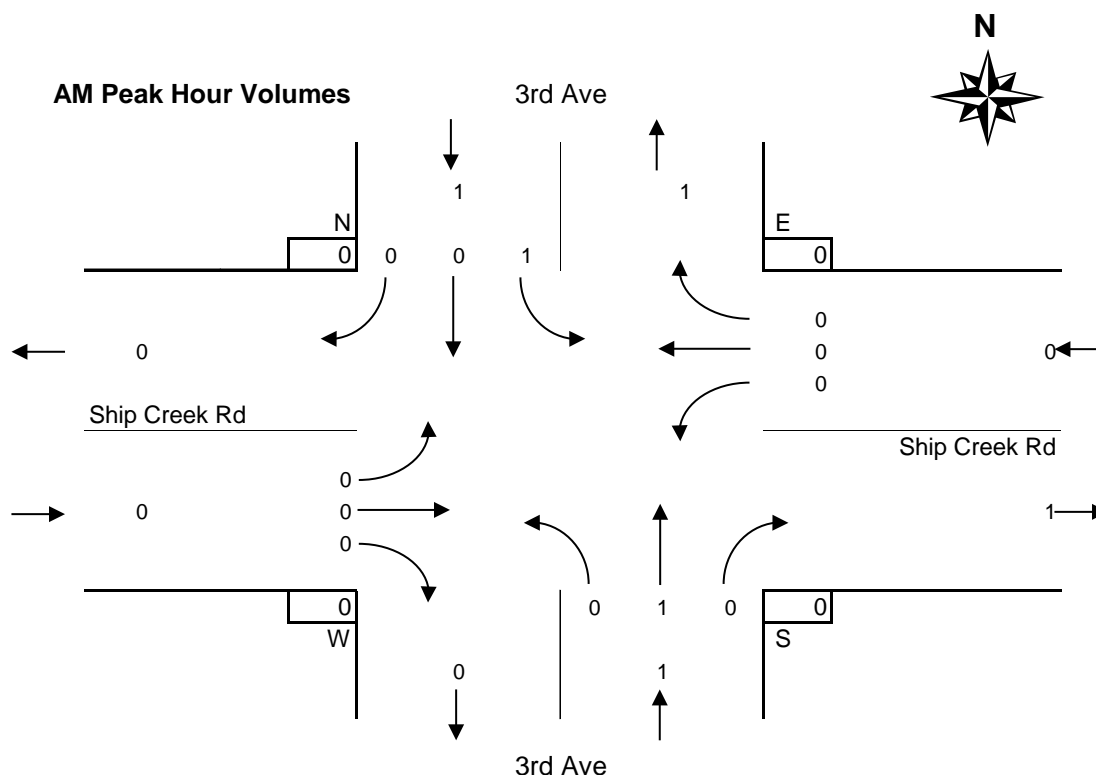 N
AM Peak Hour Volumes 3rd Ave
1 1
N E
0 0 0 1 0
0
0 0 0
0
Ship Creek Rd
Ship Creek Rd
0
0 0 1
0
0 0 1 0 0
W S
0 1
3rd Ave